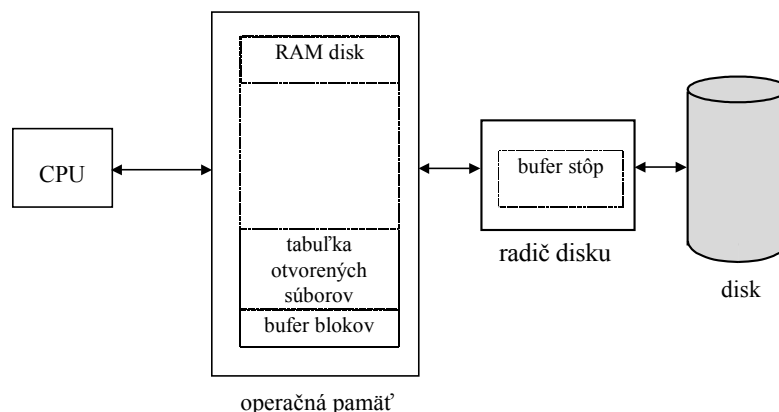 RAM disk
CPU
bufer stôp
tabuľka
otvorených
súborov
bufer blokov
radič disku
disk
operačná pamäť